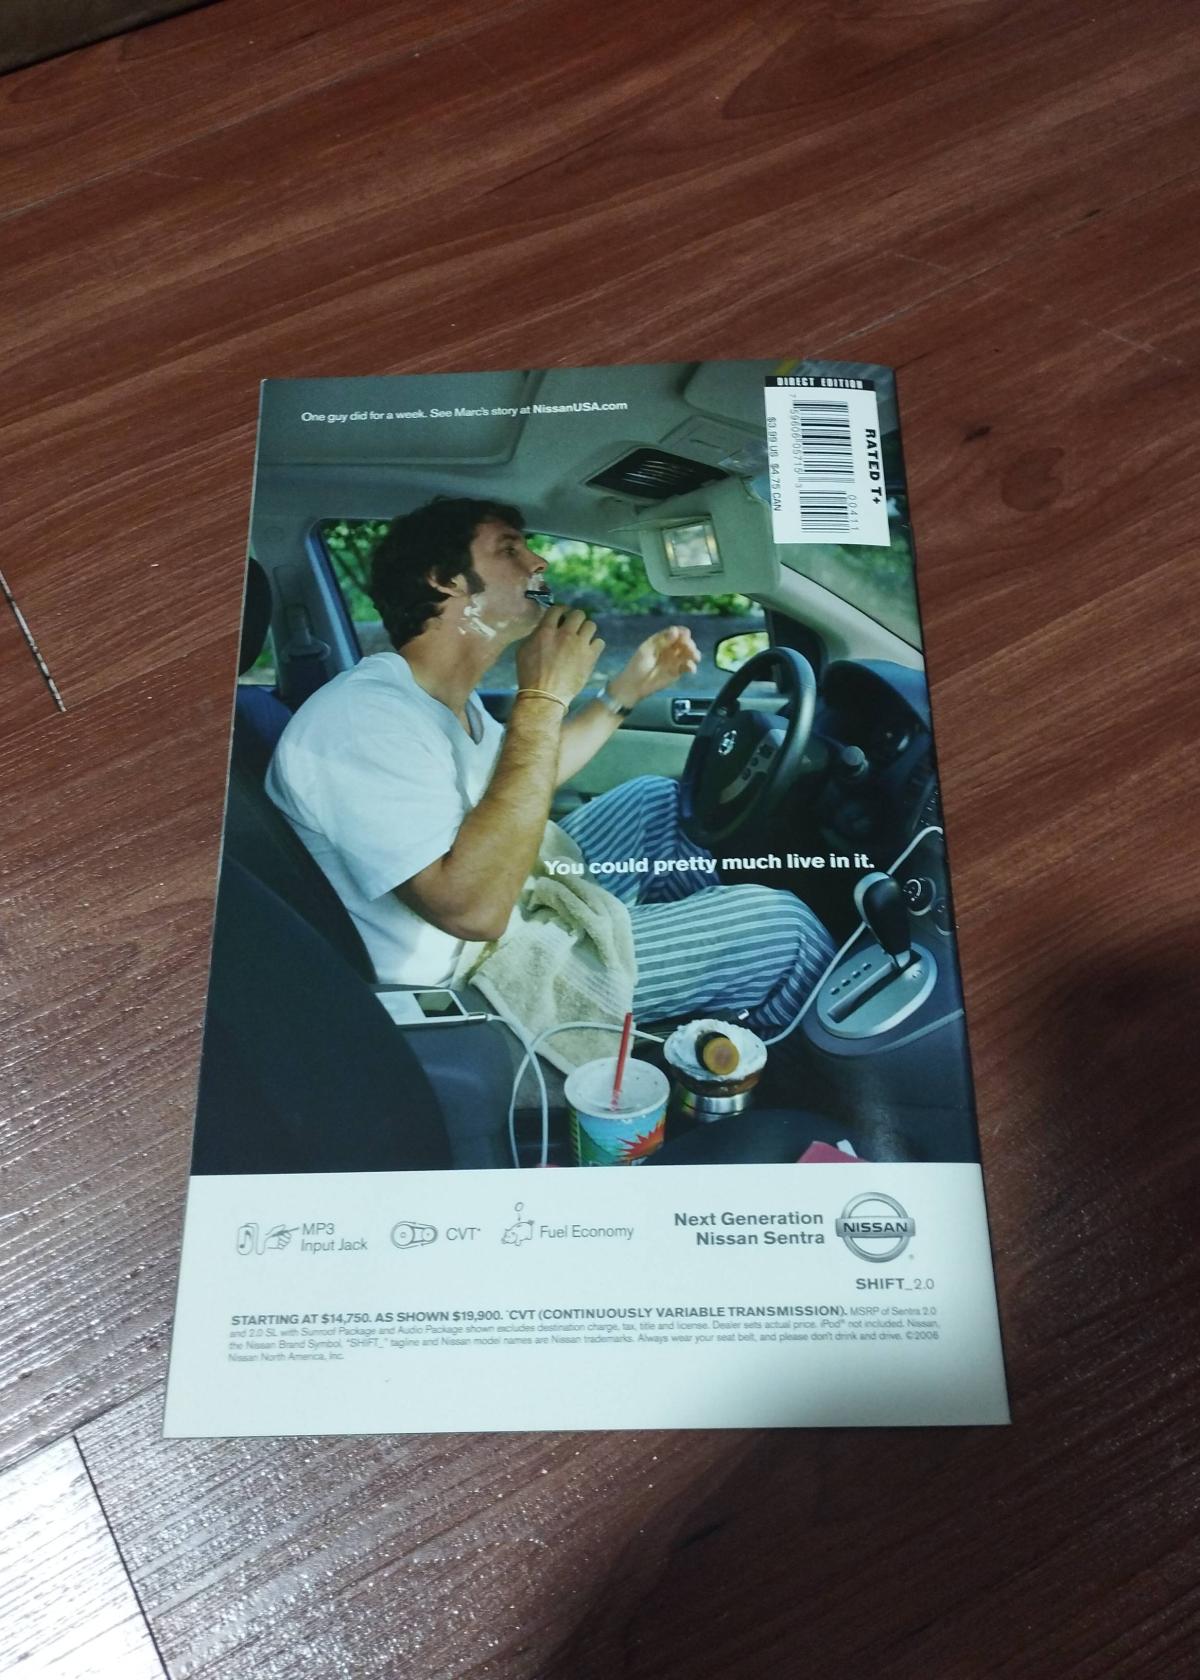 One guy did for a week. See Marc's story at NissanUSA.com
DIRECT EDITION
RATED T+
00411
7 59606 05715 3
$3.99 US $4.75 CAN
You could pretty much live in it.
MP3
Input Jack
CVT*
Fuel Economy
Next Generation
Nissan Sentra
NISSAN
®
SHIFT_2.0
STARTING AT $14,750. AS SHOWN $19,900. *CVT (CONTINUOUSLY VARIABLE TRANSMISSION). MSRP of Sentra 2.0
and 2.0 SL with Sunroof Package and Audio Package shown excludes destination charge, tax, title and license. Dealer sets actual price. iPod® not included. Nissan,
the Nissan Brand Symbol, "SHIFT_" tagline and Nissan model names are Nissan trademarks. Always wear your seat belt, and please don't drink and drive. ©2006
Nissan North America, Inc.